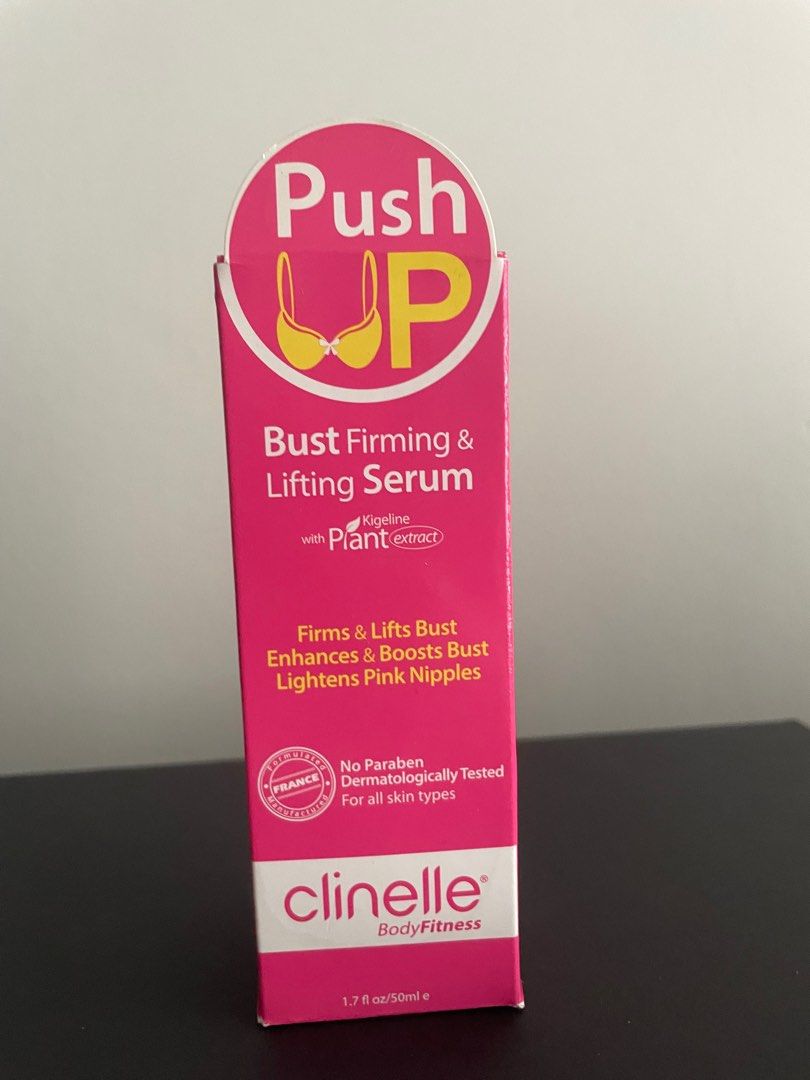 Push
UP
Bust Firming &
Lifting Serum
Kigeline
with Plant extract
Firms & Lifts Bust
Enhances & Boosts Bust
Lightens Pink Nipples
Formulated
FRANCE
Manufactured
No Paraben
Dermatologically Tested
For all skin types
clinelle®
BodyFitness
1.7 fl oz/50ml e